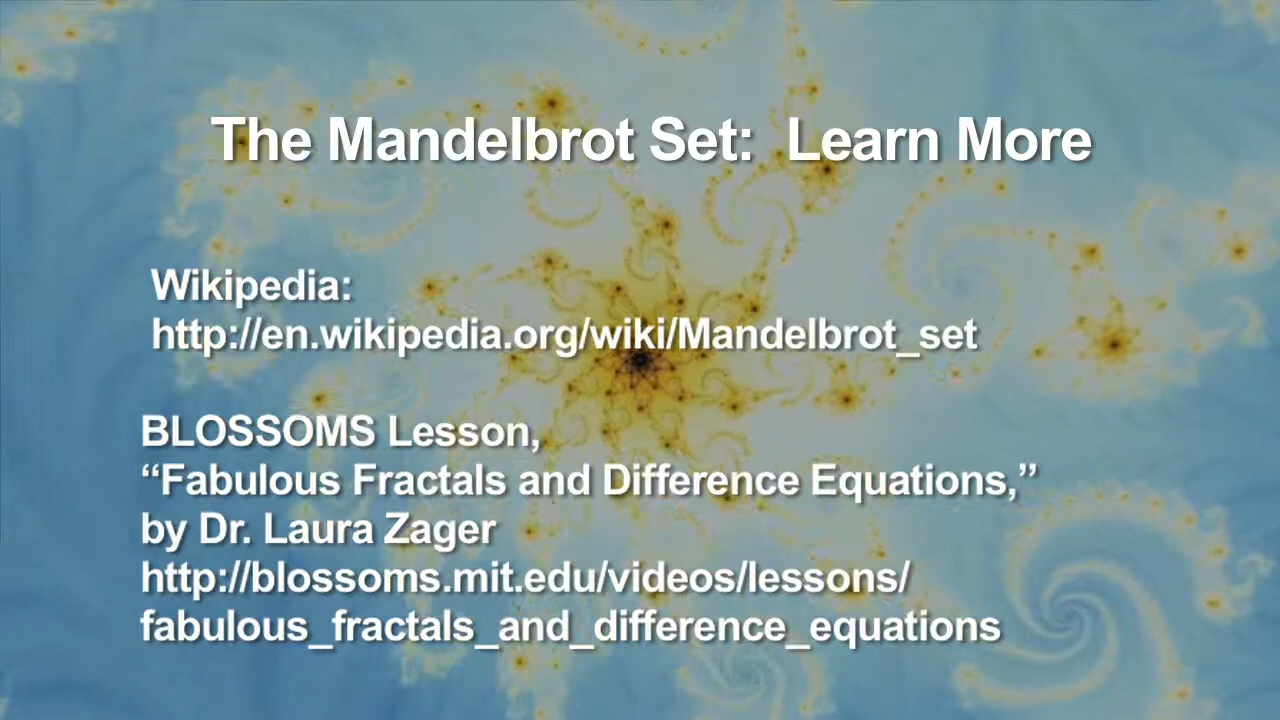 The Mandelbrot Set:  Learn More
Wikipedia:
http://en.wikipedia.org/wiki/Mandelbrot_set
BLOSSOMS Lesson,
“Fabulous Fractals and Difference Equations,”
by Dr. Laura Zager
http://blossoms.mit.edu/videos/lessons/
fabulous_fractals_and_difference_equations